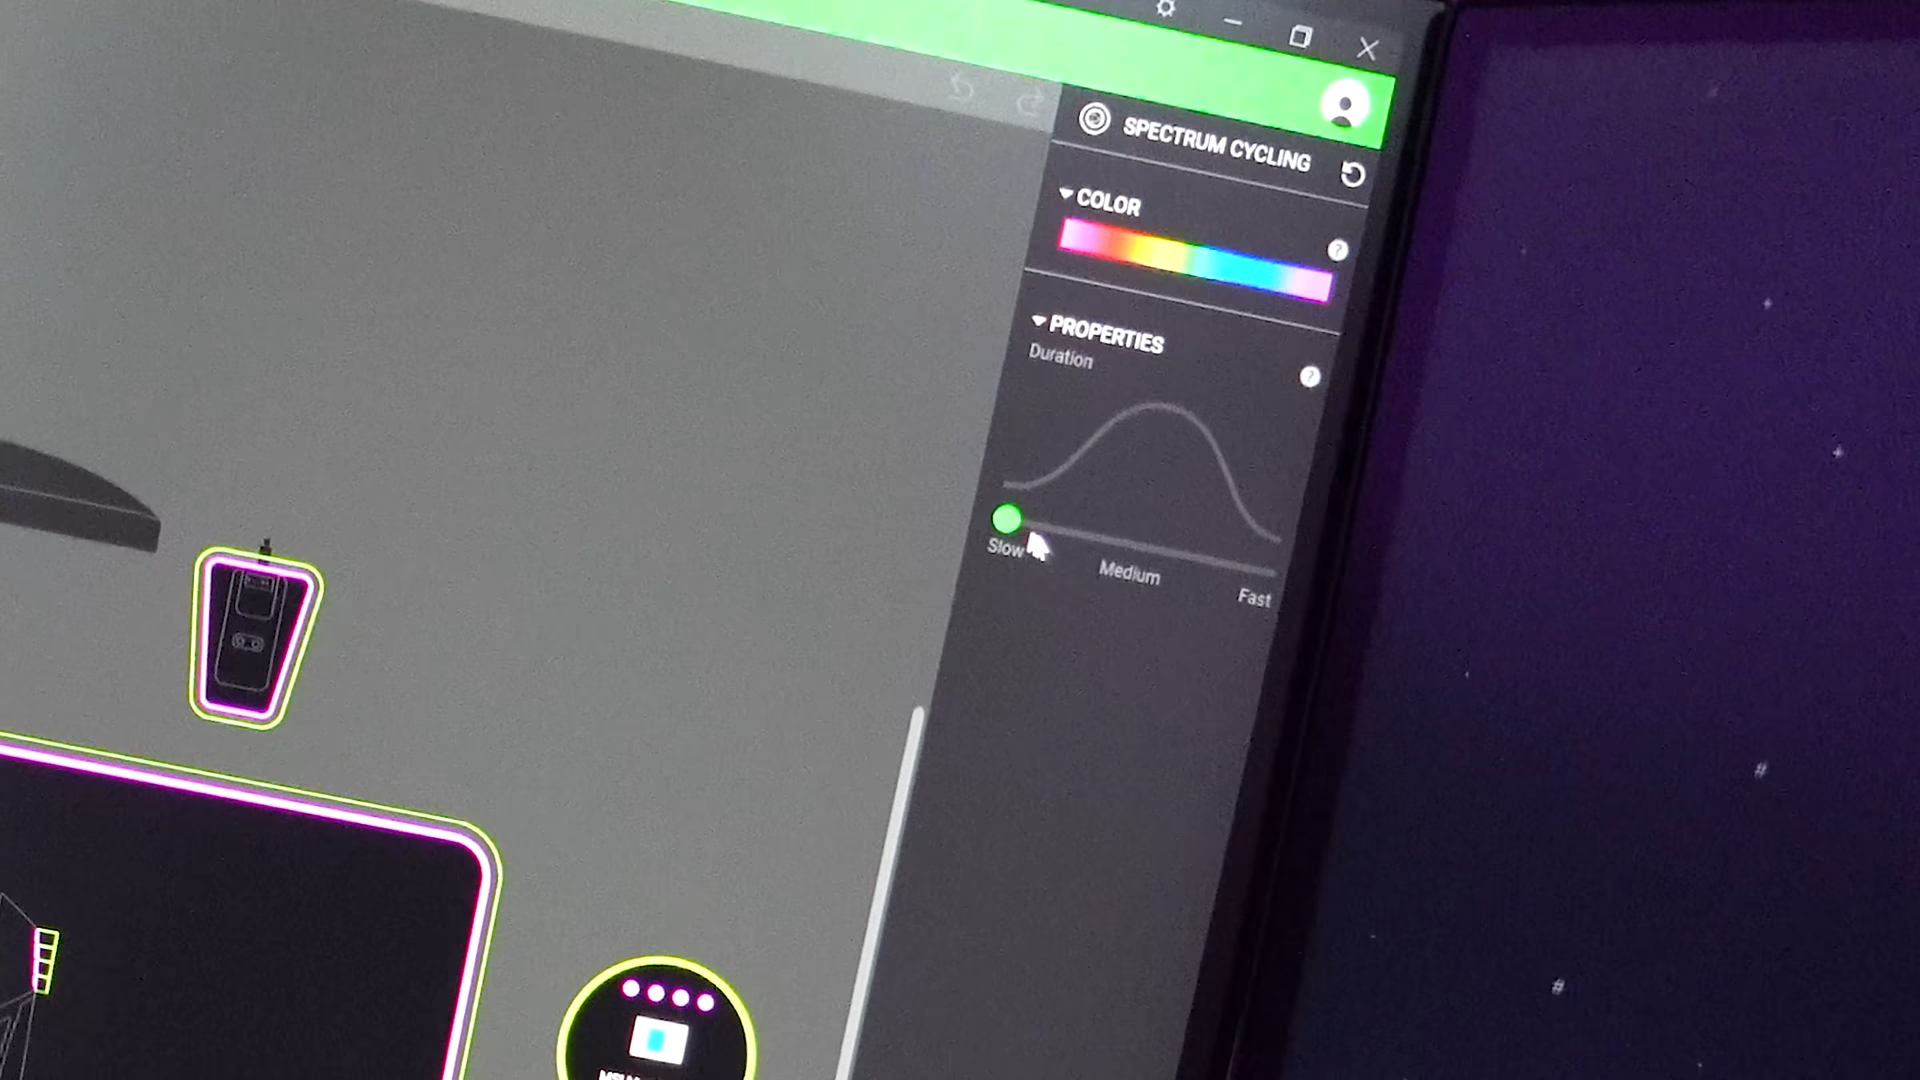 SPECTRUM CYCLING
COLOR
?
PROPERTIES
Duration
?
Slow
Medium
Fast